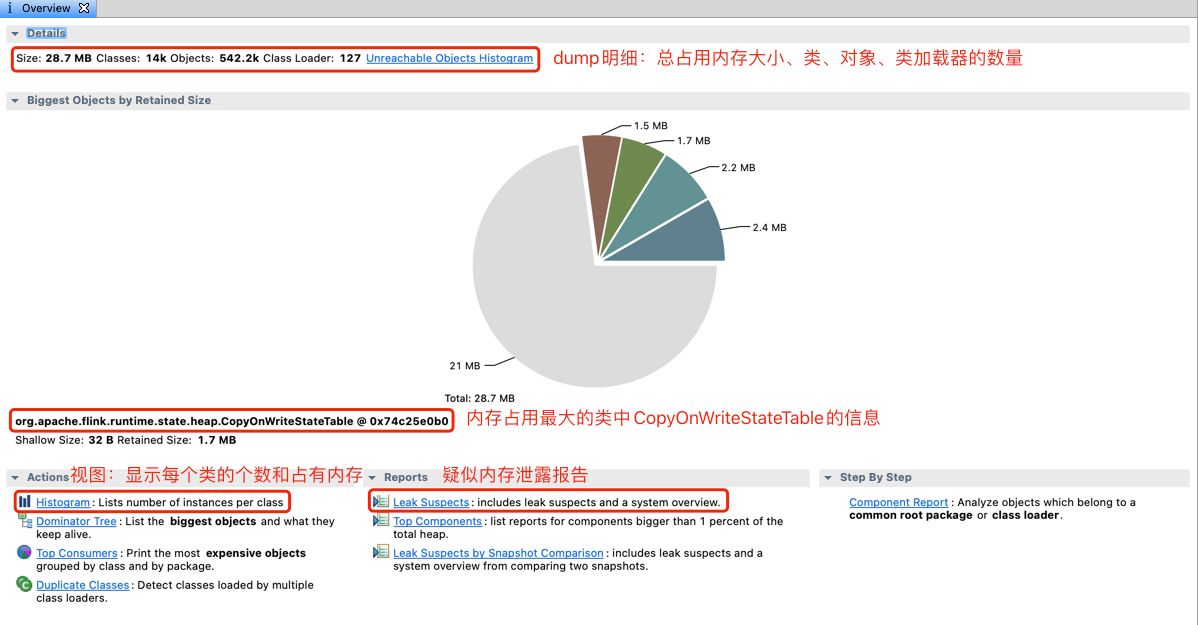 Overview
Details
Size: 28.7 MB Classes: 14k Objects: 542.2k Class Loader: 127 Unreachable Objects Histogram
dump明细：总占用内存大小、类、对象、类加载器的数量
Biggest Objects by Retained Size
1.5 MB
1.7 MB
2.2 MB
2.4 MB
21 MB
Total: 28.7 MB
org.apache.flink.runtime.state.heap.CopyOnWriteStateTable @ 0x74c25e0b0
内存占用最大的类中CopyOnWriteStateTable的信息
Shallow Size: 32 B Retained Size: 1.7 MB
Actions
视图：显示每个类的个数和占有内存
Histogram: Lists number of instances per class
Dominator Tree: List the biggest objects and what they
keep alive.
Top Consumers: Print the most expensive objects
grouped by class and by package.
Duplicate Classes: Detect classes loaded by multiple
class loaders.
Reports
疑似内存泄露报告
Leak Suspects: includes leak suspects and a system overview.
Top Components: list reports for components bigger than 1 percent of the
total heap.
Leak Suspects by Snapshot Comparison: includes leak suspects and a
system overview from comparing two snapshots.
Step By Step
Component Report: Analyze objects which belong to a
common root package or class loader.